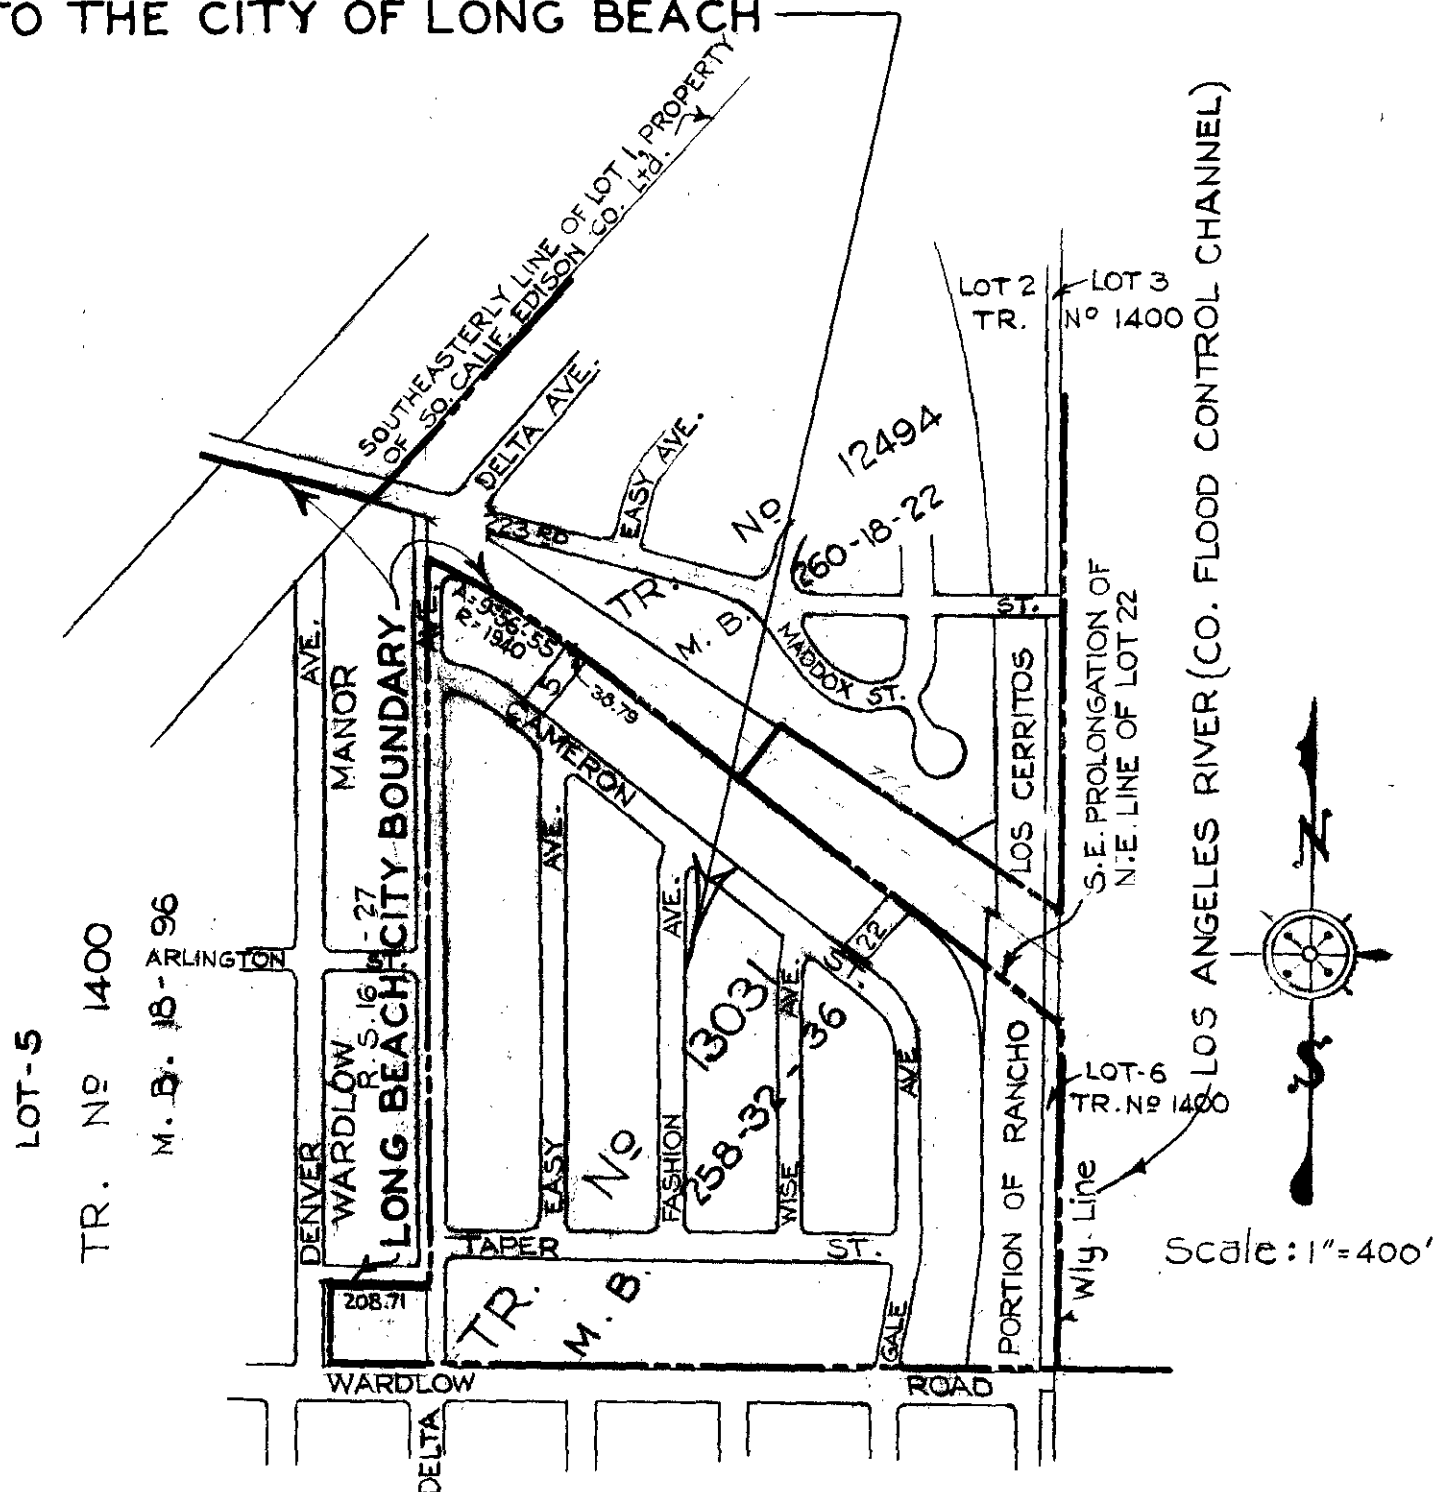 TO THE CITY OF LONG BEACH
SOUTHEASTERLY LINE OF LOT 1, PROPERTY
OF SO. CALIF. EDISON CO. Ltd.
LOT 2
TR.
LOT 3
Nº 1400
LOS ANGELES RIVER (CO. FLOOD CONTROL CHANNEL)
DELTA AVE.
EASY AVE.
23 RD
ST.
TR. Nº 12494
M. B. 260-18-22
MADDOX ST.
LOS CERRITOS
S.E. PROLONGATION OF
N.E. LINE OF LOT 22
AVE.
Δ=9-56-55
R=1940
5
38.79
CAMERON
ST.
22
MANOR
LONG BEACH CITY BOUNDARY
AVE.
DENVER
ARLINGTON ST.
WARDLOW
R. S. 16 - 27
LOT-5
TR. Nº 1400
M. B. 18-96
EASY AVE.
FASHION AVE.
WISE AVE.
GALE AVE
TR. Nº 13031
M. B. 258-32-36
TAPER ST.
208.71
PORTION OF RANCHO
LOT-6
TR. Nº 1400
Wly. Line
N
S
Scale: 1"=400'
WARDLOW ROAD
DELTA